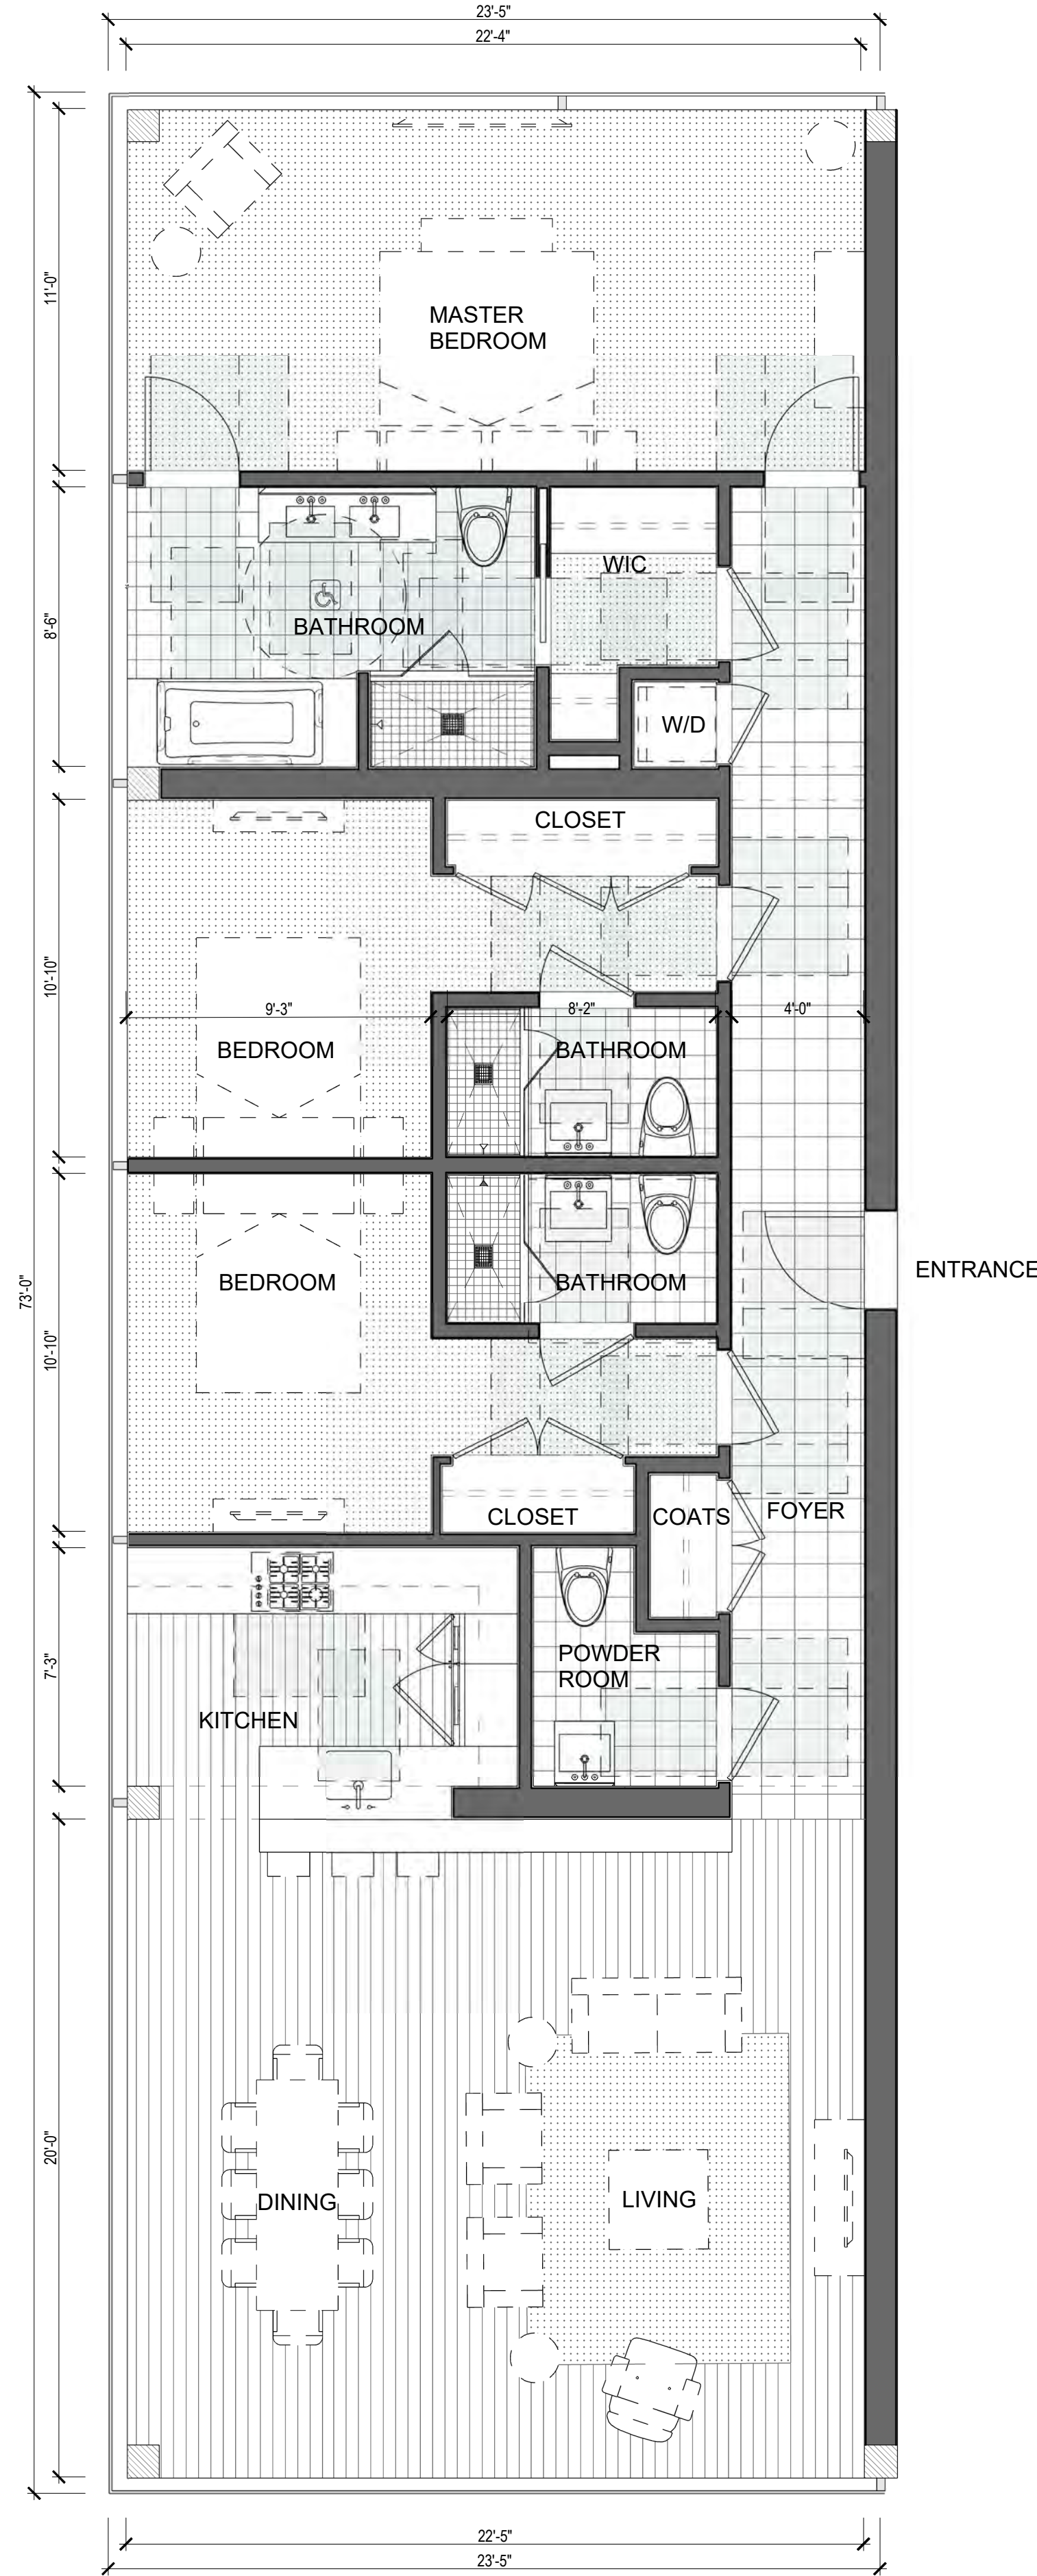 23'-5"
22'-4"
11'-0"
MASTER
BEDROOM
8'-6"
WIC
BATHROOM
W/D
CLOSET
10'-10"
9'-3"
8'-2"
4'-0"
BEDROOM
BATHROOM
73'-0"
BEDROOM
BATHROOM
ENTRANCE
10'-10"
CLOSET
COATS
FOYER
7'-3"
POWDER
ROOM
KITCHEN
20'-0"
DINING
LIVING
22'-5"
23'-5"